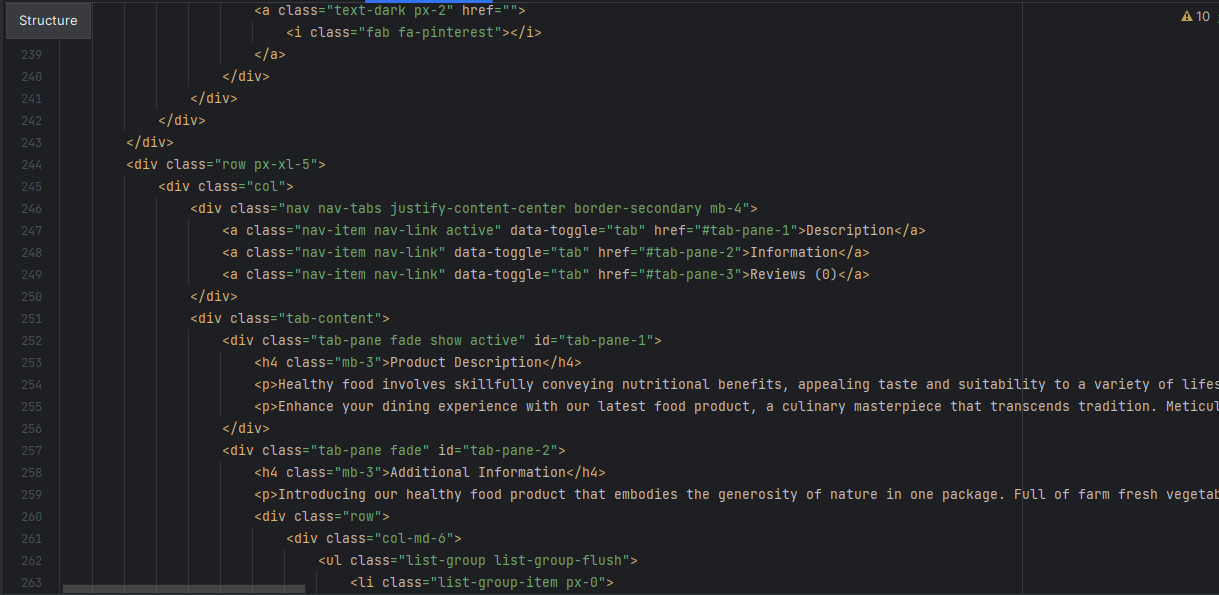 <a class="text-dark px-2" href="">
Structure
10
<i class="fab fa-pinterest"></i>
239 </a>
240 </div>
241 </div>
242 </div>
243 </div>
244 <div class="row px-xl-5">
245 <div class="col">
246 <div class="nav nav-tabs justify-content-center border-secondary mb-4">
247 <a class="nav-item nav-link active" data-toggle="tab" href="#tab-pane-1">Description</a>
248 <a class="nav-item nav-link" data-toggle="tab" href="#tab-pane-2">Information</a>
249 <a class="nav-item nav-link" data-toggle="tab" href="#tab-pane-3">Reviews (0)</a>
250 </div>
251 <div class="tab-content">
252 <div class="tab-pane fade show active" id="tab-pane-1">
253 <h4 class="mb-3">Product Description</h4>
254 <p>Healthy food involves skillfully conveying nutritional benefits, appealing taste and suitability to a variety of lifes
255 <p>Enhance your dining experience with our latest food product, a culinary masterpiece that transcends tradition. Meticul
256 </div>
257 <div class="tab-pane fade" id="tab-pane-2">
258 <h4 class="mb-3">Additional Information</h4>
259 <p>Introducing our healthy food product that embodies the generosity of nature in one package. Full of farm fresh vegetab
260 <div class="row">
261 <div class="col-md-6">
262 <ul class="list-group list-group-flush">
263 <li class="list-group-item px-0">